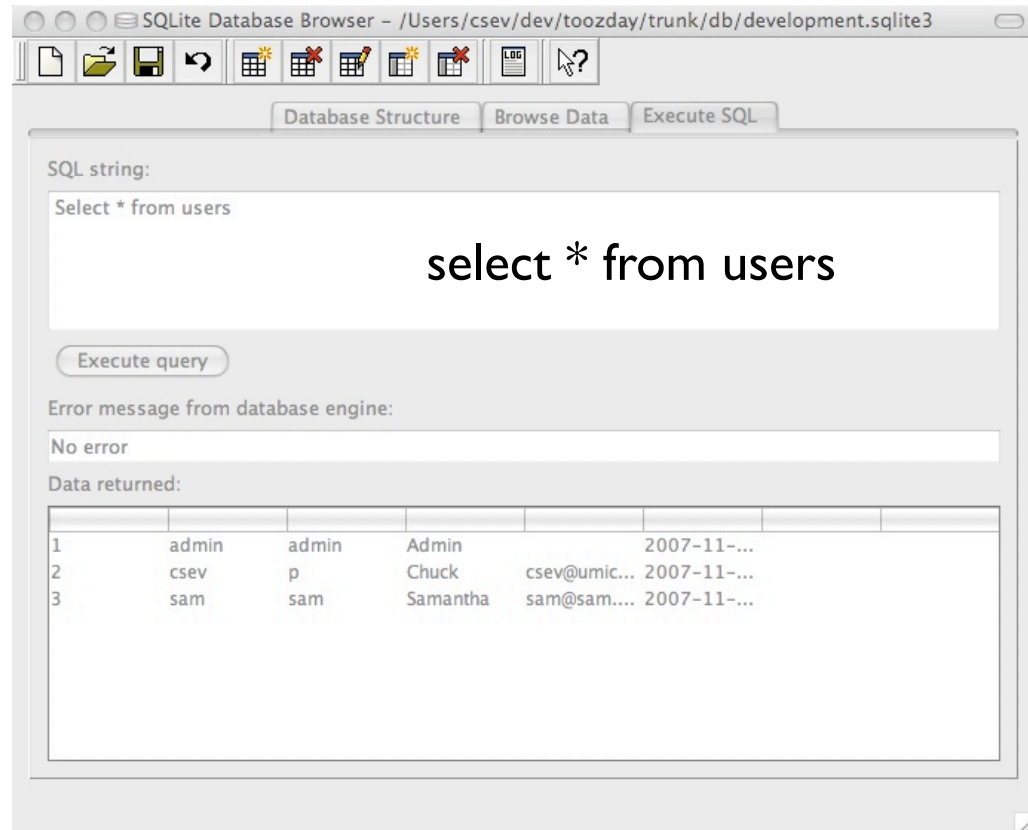 SQLite Database Browser – /Users/csev/dev/toozday/trunk/db/development.sqlite3
LOG ?
Database Structure Browse Data Execute SQL
SQL string:
Select * from users
select * from users
Execute query
Error message from database engine:
No error
Data returned:
1 admin admin Admin 2007-11-...
2 csev p Chuck csev@umic... 2007-11-...
3 sam sam Samantha sam@sam.... 2007-11-...